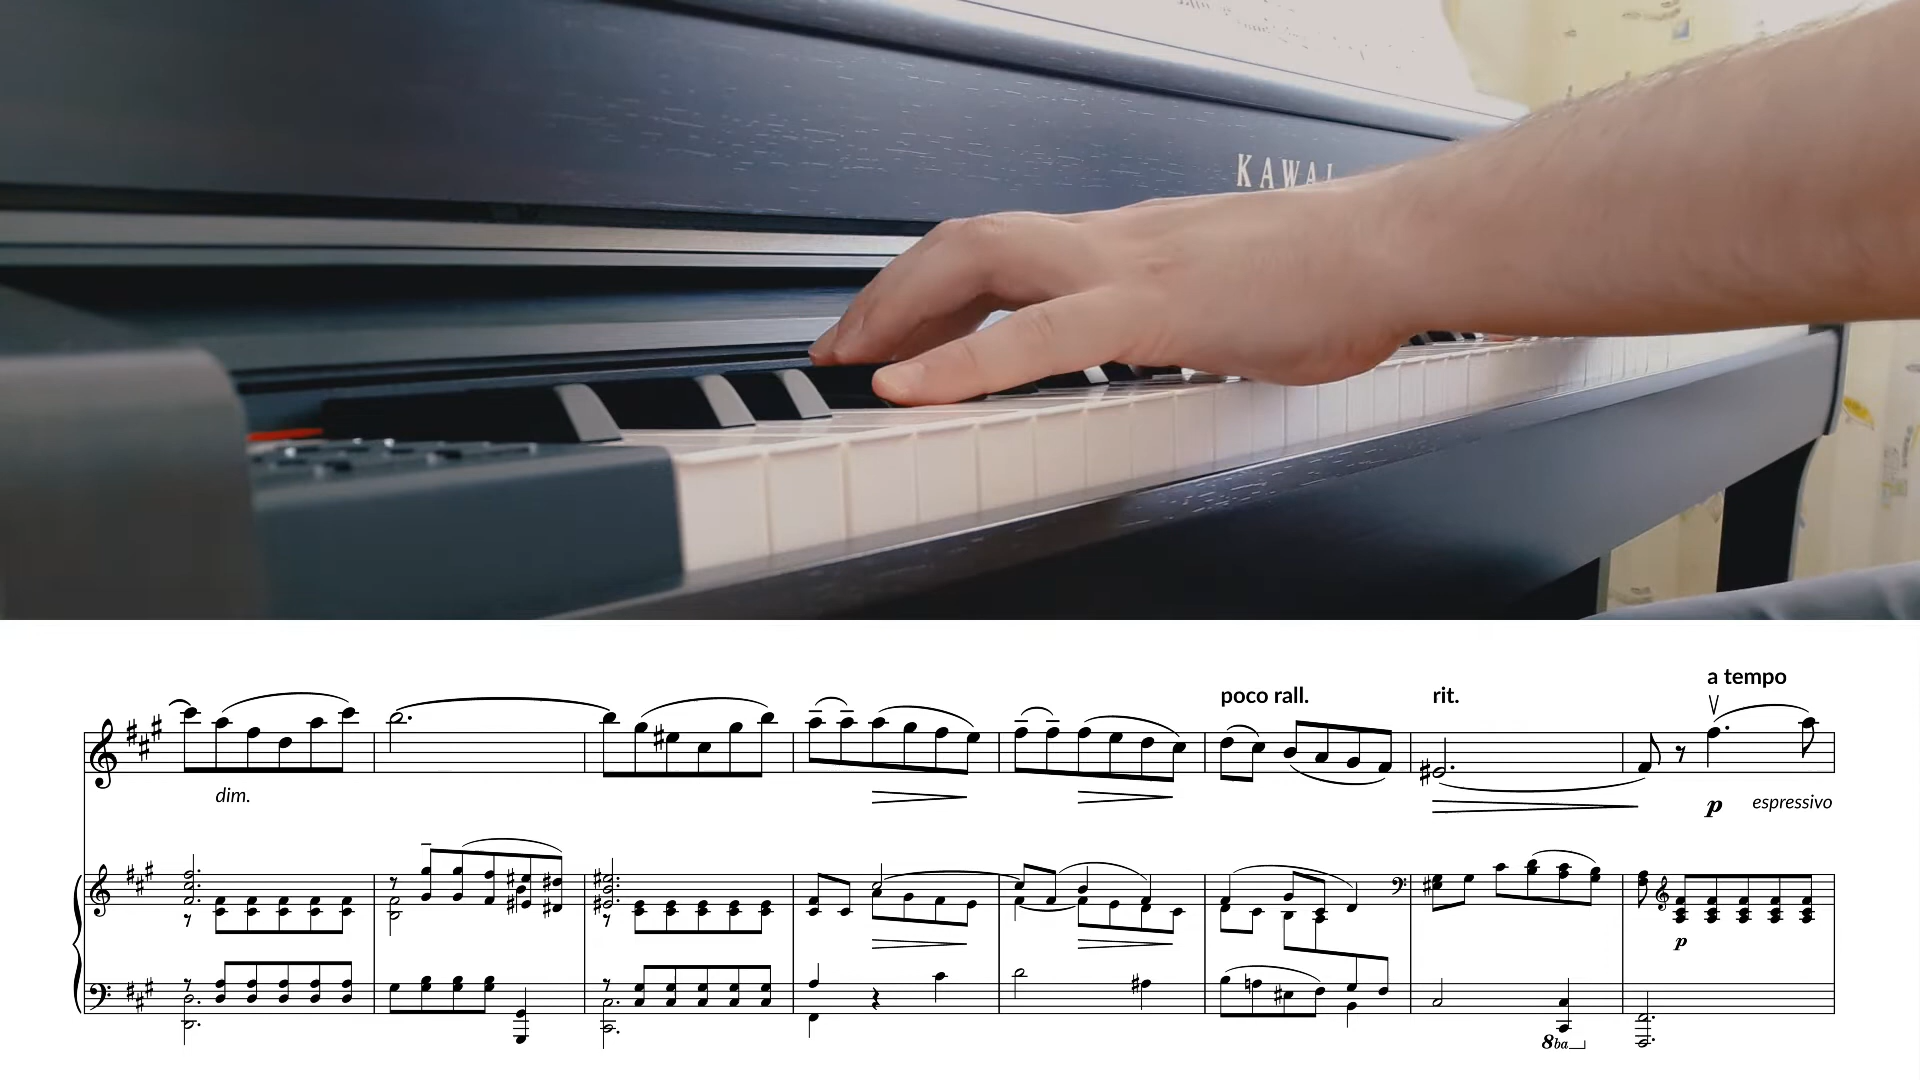 KAWAI
a tempo
poco rall.
rit.
dim.
p
espressivo
p
8ba